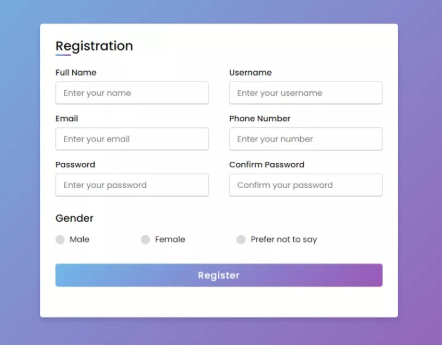 Registration
Full Name Username
Enter your name Enter your username
Email Phone Number
Enter your email Enter your number
Password Confirm Password
Enter your password Confirm your password
Gender
Male Female Prefer not to say
Register